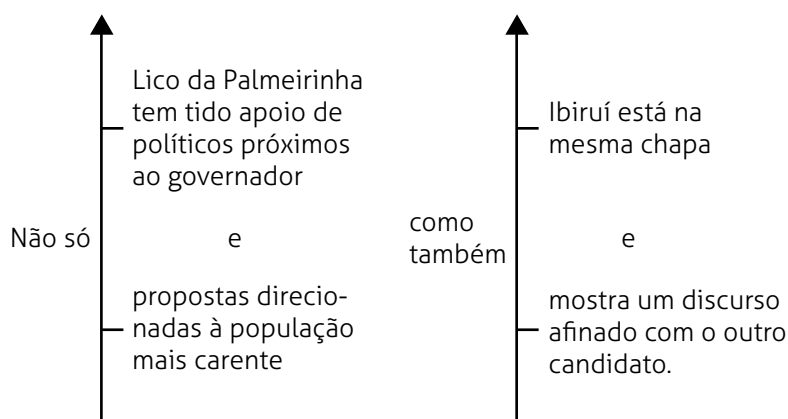 Não só
Lico da Palmeirinha
tem tido apoio de
políticos próximos
ao governador
e
propostas direcio-
nadas à população
mais carente
como
também
Ibiruí está na
mesma chapa
e
mostra um discurso
afinado com o outro
candidato.